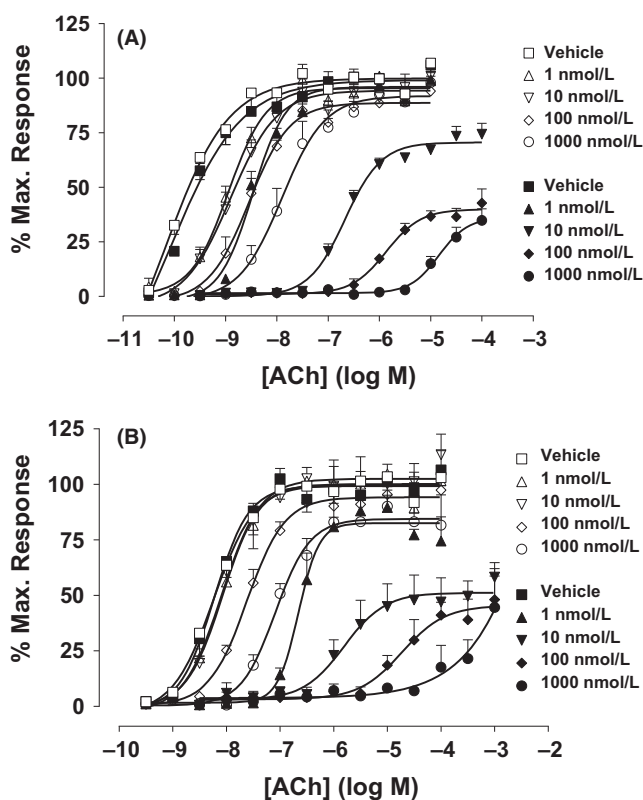 (A)
% Max. Response
125
100
75
50
25
0
–11 –10 –9 –8 –7 –6 –5 –4 –3
[ACh] (log M)
Vehicle
1 nmol/L
10 nmol/L
100 nmol/L
1000 nmol/L
Vehicle
1 nmol/L
10 nmol/L
100 nmol/L
1000 nmol/L
(B)
% Max. Response
125
100
75
50
25
0
–10 –9 –8 –7 –6 –5 –4 –3 –2
[ACh] (log M)
Vehicle
1 nmol/L
10 nmol/L
100 nmol/L
1000 nmol/L
Vehicle
1 nmol/L
10 nmol/L
100 nmol/L
1000 nmol/L